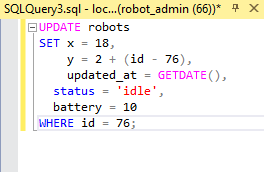 SQLQuery3.sql - loc...(robot_admin (66))*
UPDATE robots
SET x = 18,
y = 2 + (id - 76),
updated_at = GETDATE(),
status = 'idle',
battery = 10
WHERE id = 76;